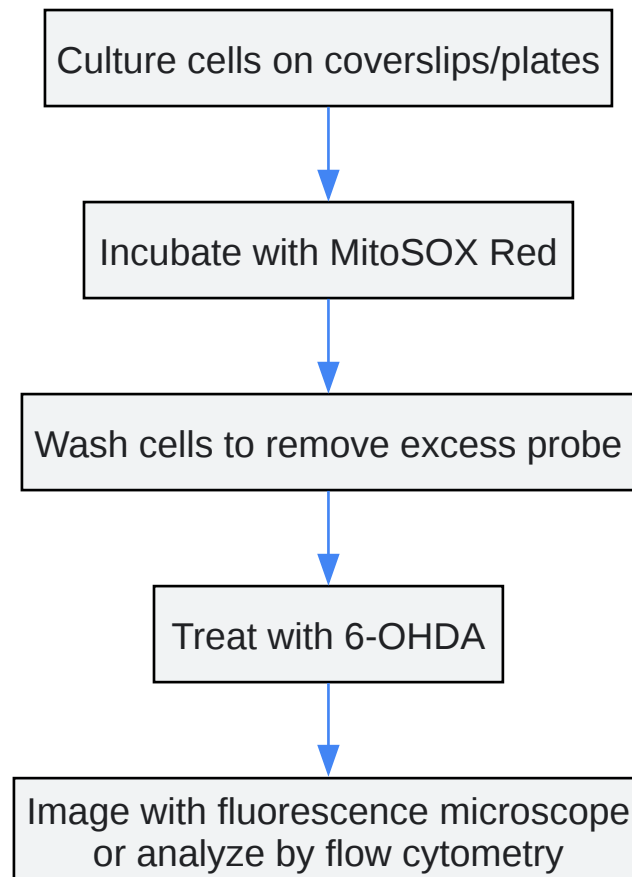 Culture cells on coverslips/plates
Incubate with MitoSOX Red
Wash cells to remove excess probe
Treat with 6-OHDA
Image with fluorescence microscope
or analyze by flow cytometry